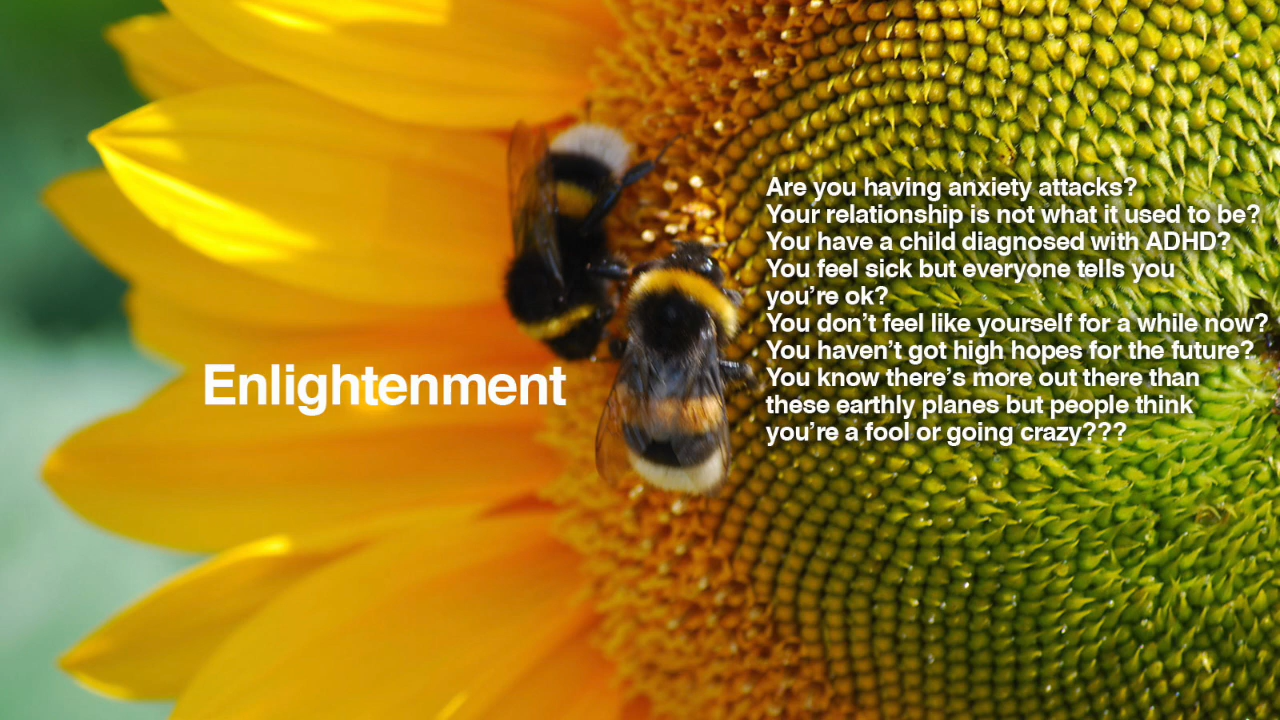 Enlightenment
Are you having anxiety attacks?
Your relationship is not what it used to be?
You have a child diagnosed with ADHD?
You feel sick but everyone tells you
you’re ok?
You don’t feel like yourself for a while now?
You haven’t got high hopes for the future?
You know there’s more out there than
these earthly planes but people think
you’re a fool or going crazy???